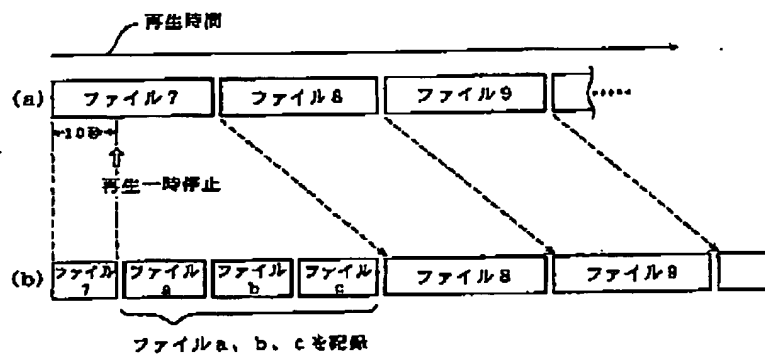 再生時間
(a) ファイル7 ファイル8 ファイル9 ......
10秒
再生一時停止
(b) ファイル7 ファイルa ファイルb ファイルc ファイル8 ファイル9
ファイルa、b、cを記録